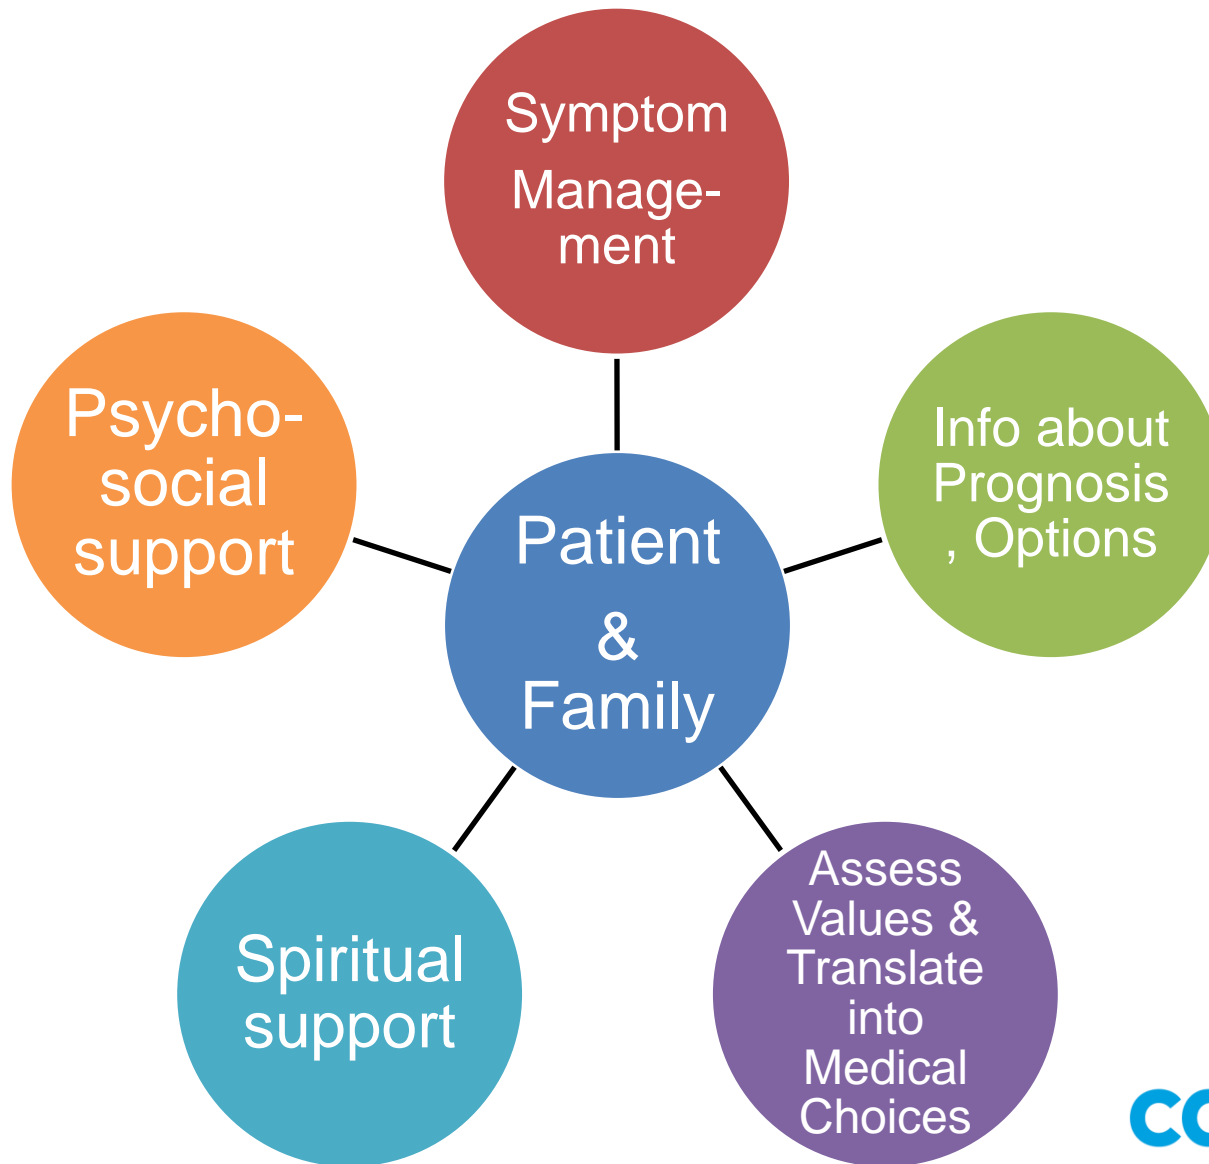 Symptom
Manage-
ment
Psycho-
social
support
Info about
Prognosis
, Options
Patient
&
Family
Spiritual
support
Assess
Values &
Translate
into
Medical
Choices